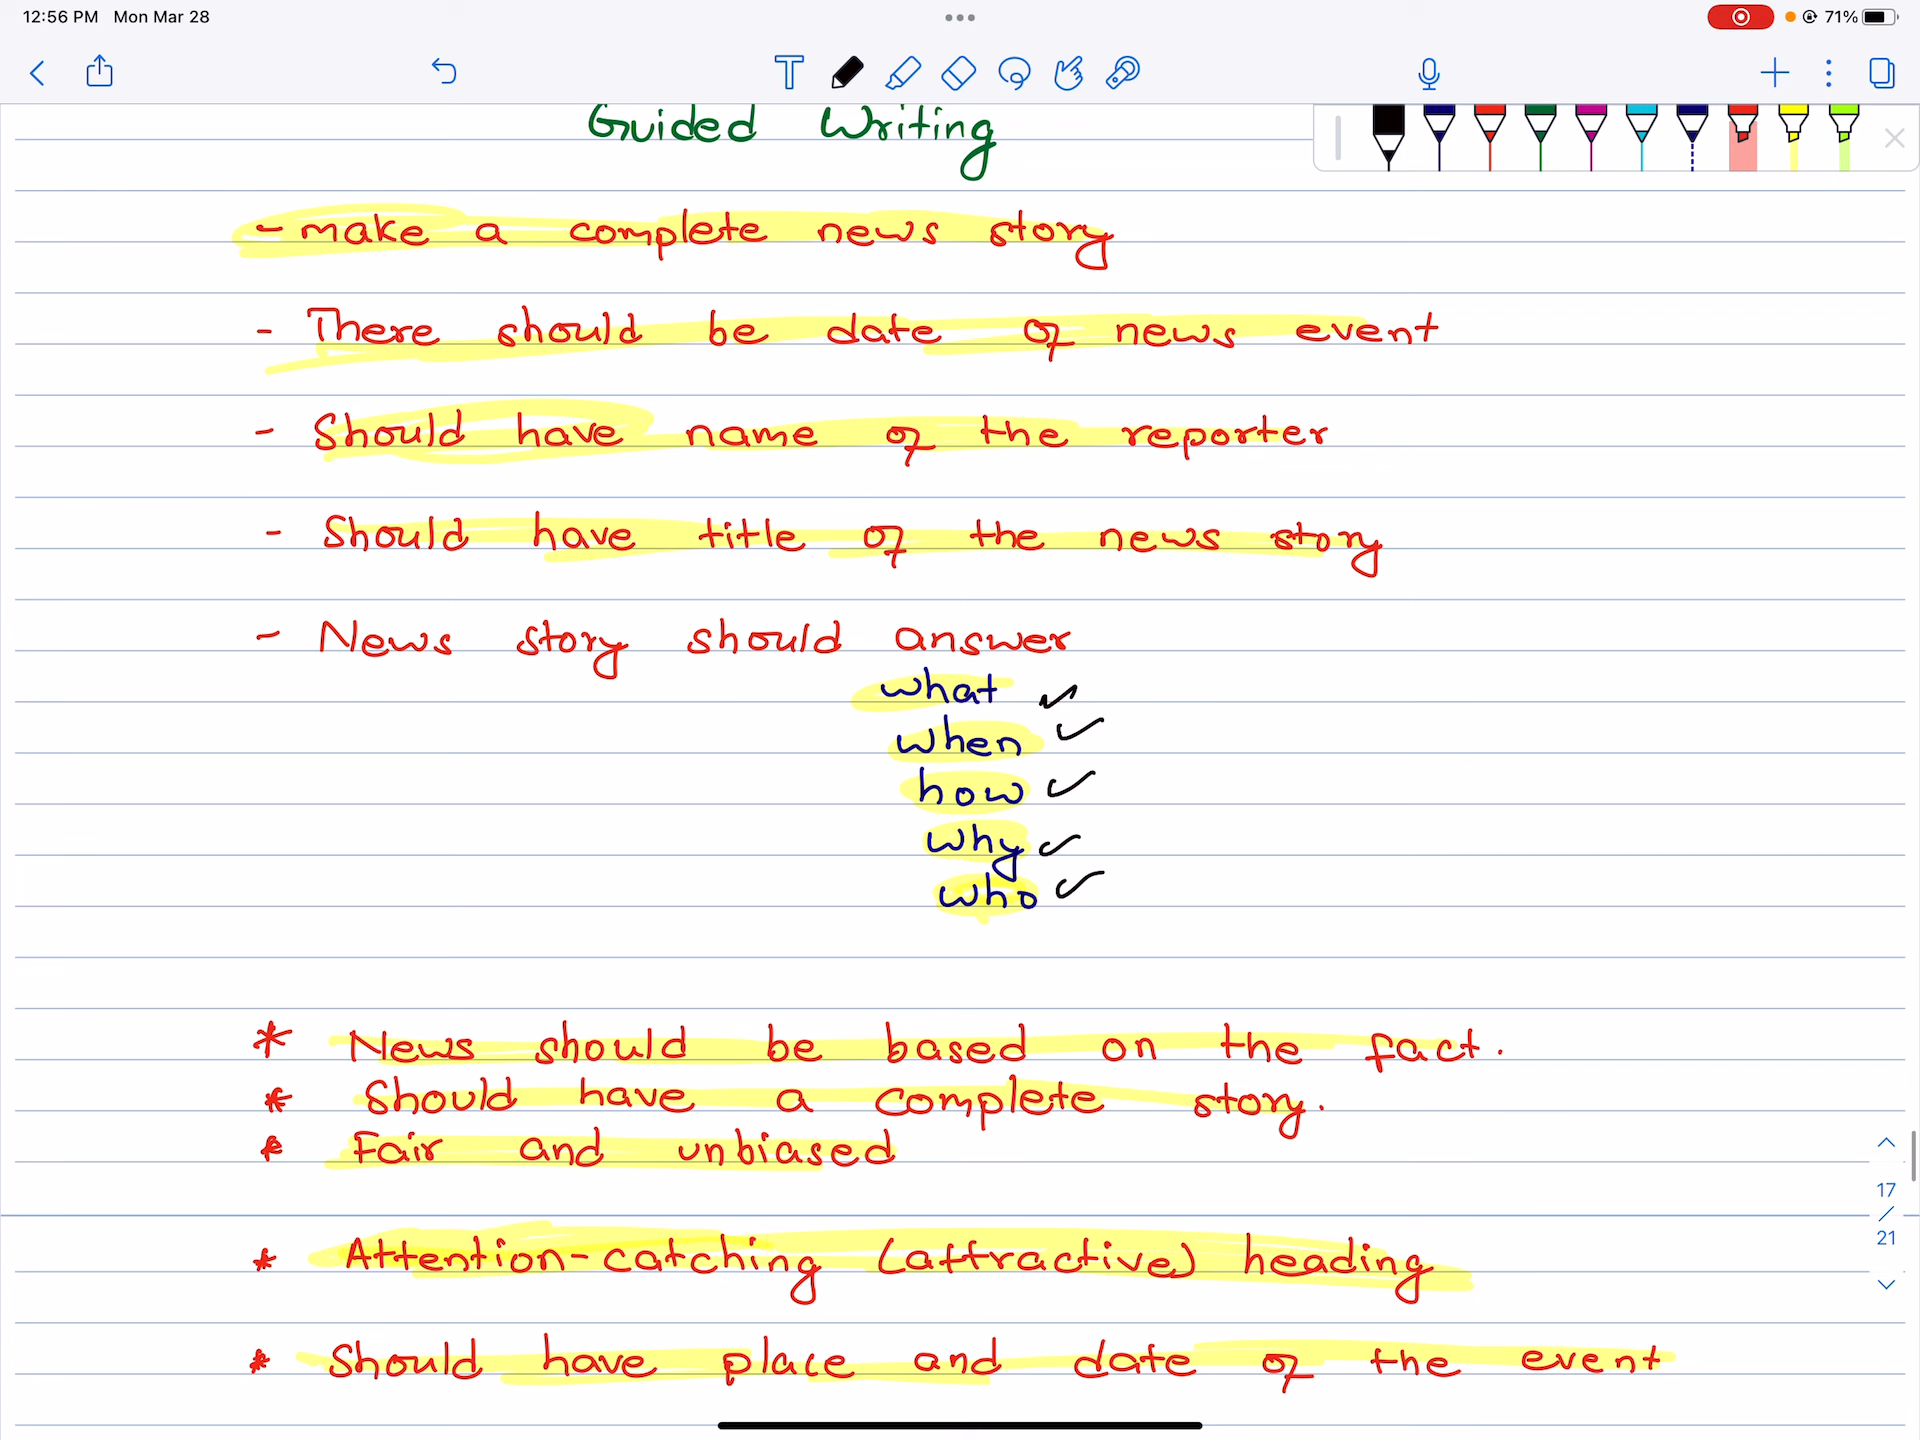 12:56 PM Mon Mar 28
71%
Guided Writing
- make a complete news story
- There should be date of news event
- Should have name of the reporter
- Should have title of the news story
- News story should answer
what ✓
when ✓
how ✓
why ✓
who ✓
* News should be based on the fact.
* Should have a complete story.
* Fair and unbiased
17
/
21
* Attention-catching (attractive) heading
* Should have place and date of the event